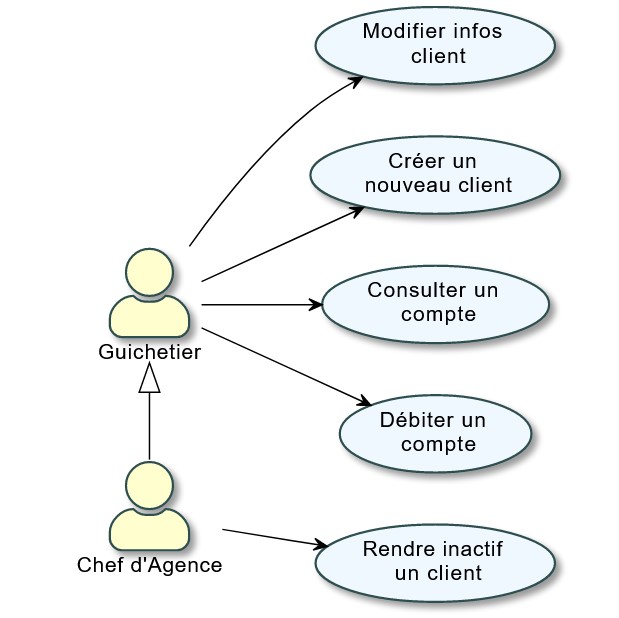 Modifier infos
client
Créer un
nouveau client
Consulter un
compte
Guichetier
Débiter un
compte
Chef d'Agence
Rendre inactif
un client